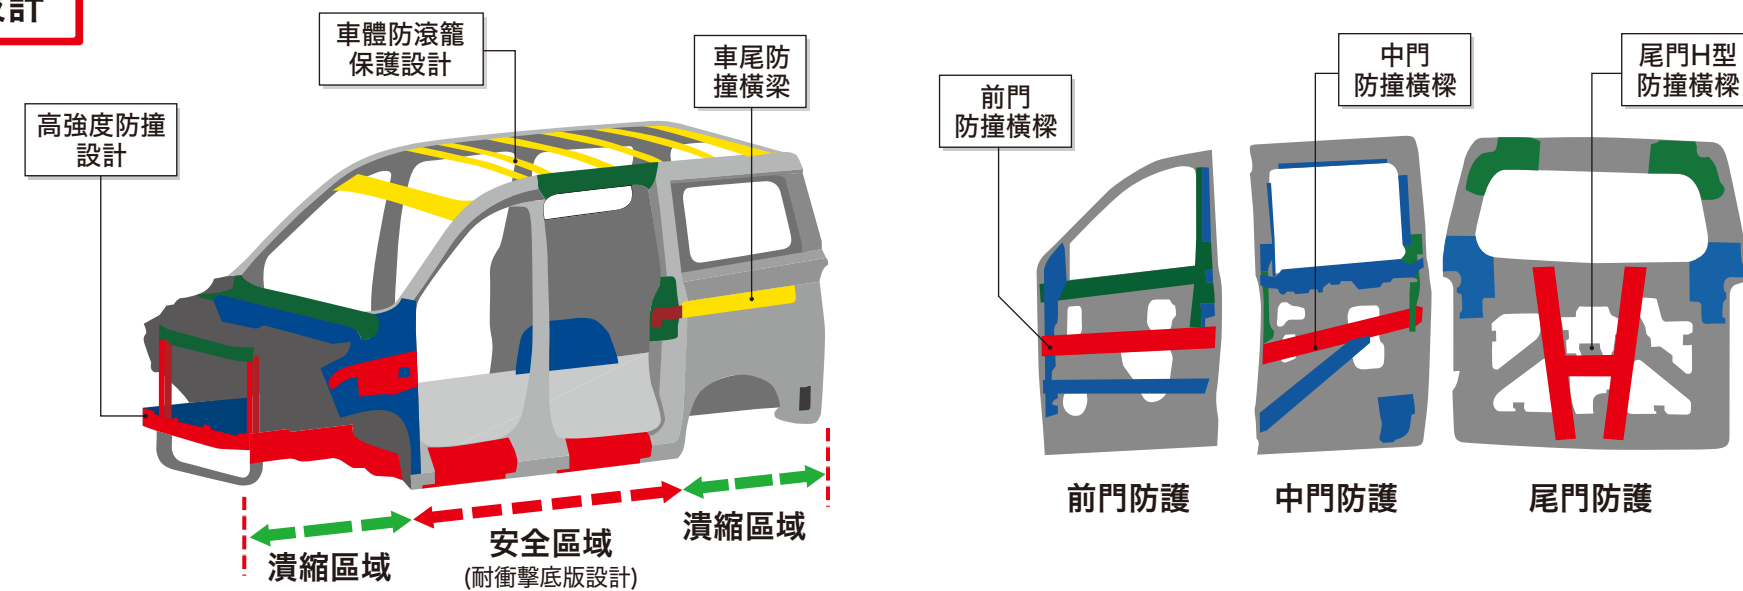 設計
車體防滾籠
保護設計
車尾防
撞橫梁
高強度防撞
設計
潰縮區域
安全區域
(耐衝擊底版設計)
潰縮區域
前門
防撞橫樑
中門
防撞橫樑
尾門H型
防撞橫樑
前門防護
中門防護
尾門防護